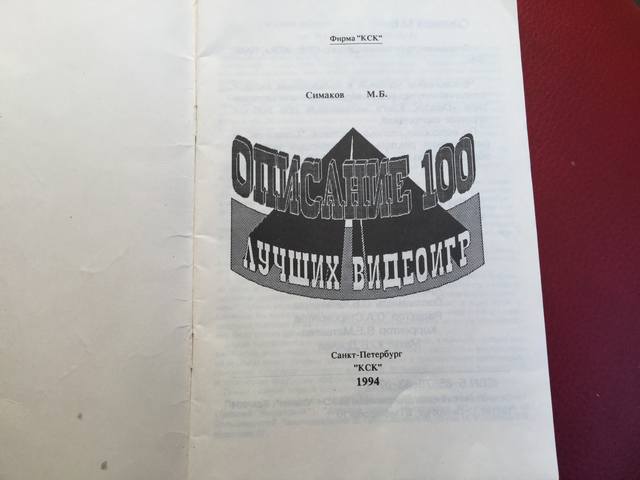 Фирма "КСК"
Симаков М.Б.
ОПИСАНИЕ 100
ЛУЧШИХ ВИДЕОИГР
Санкт-Петербург
"КСК"
1994